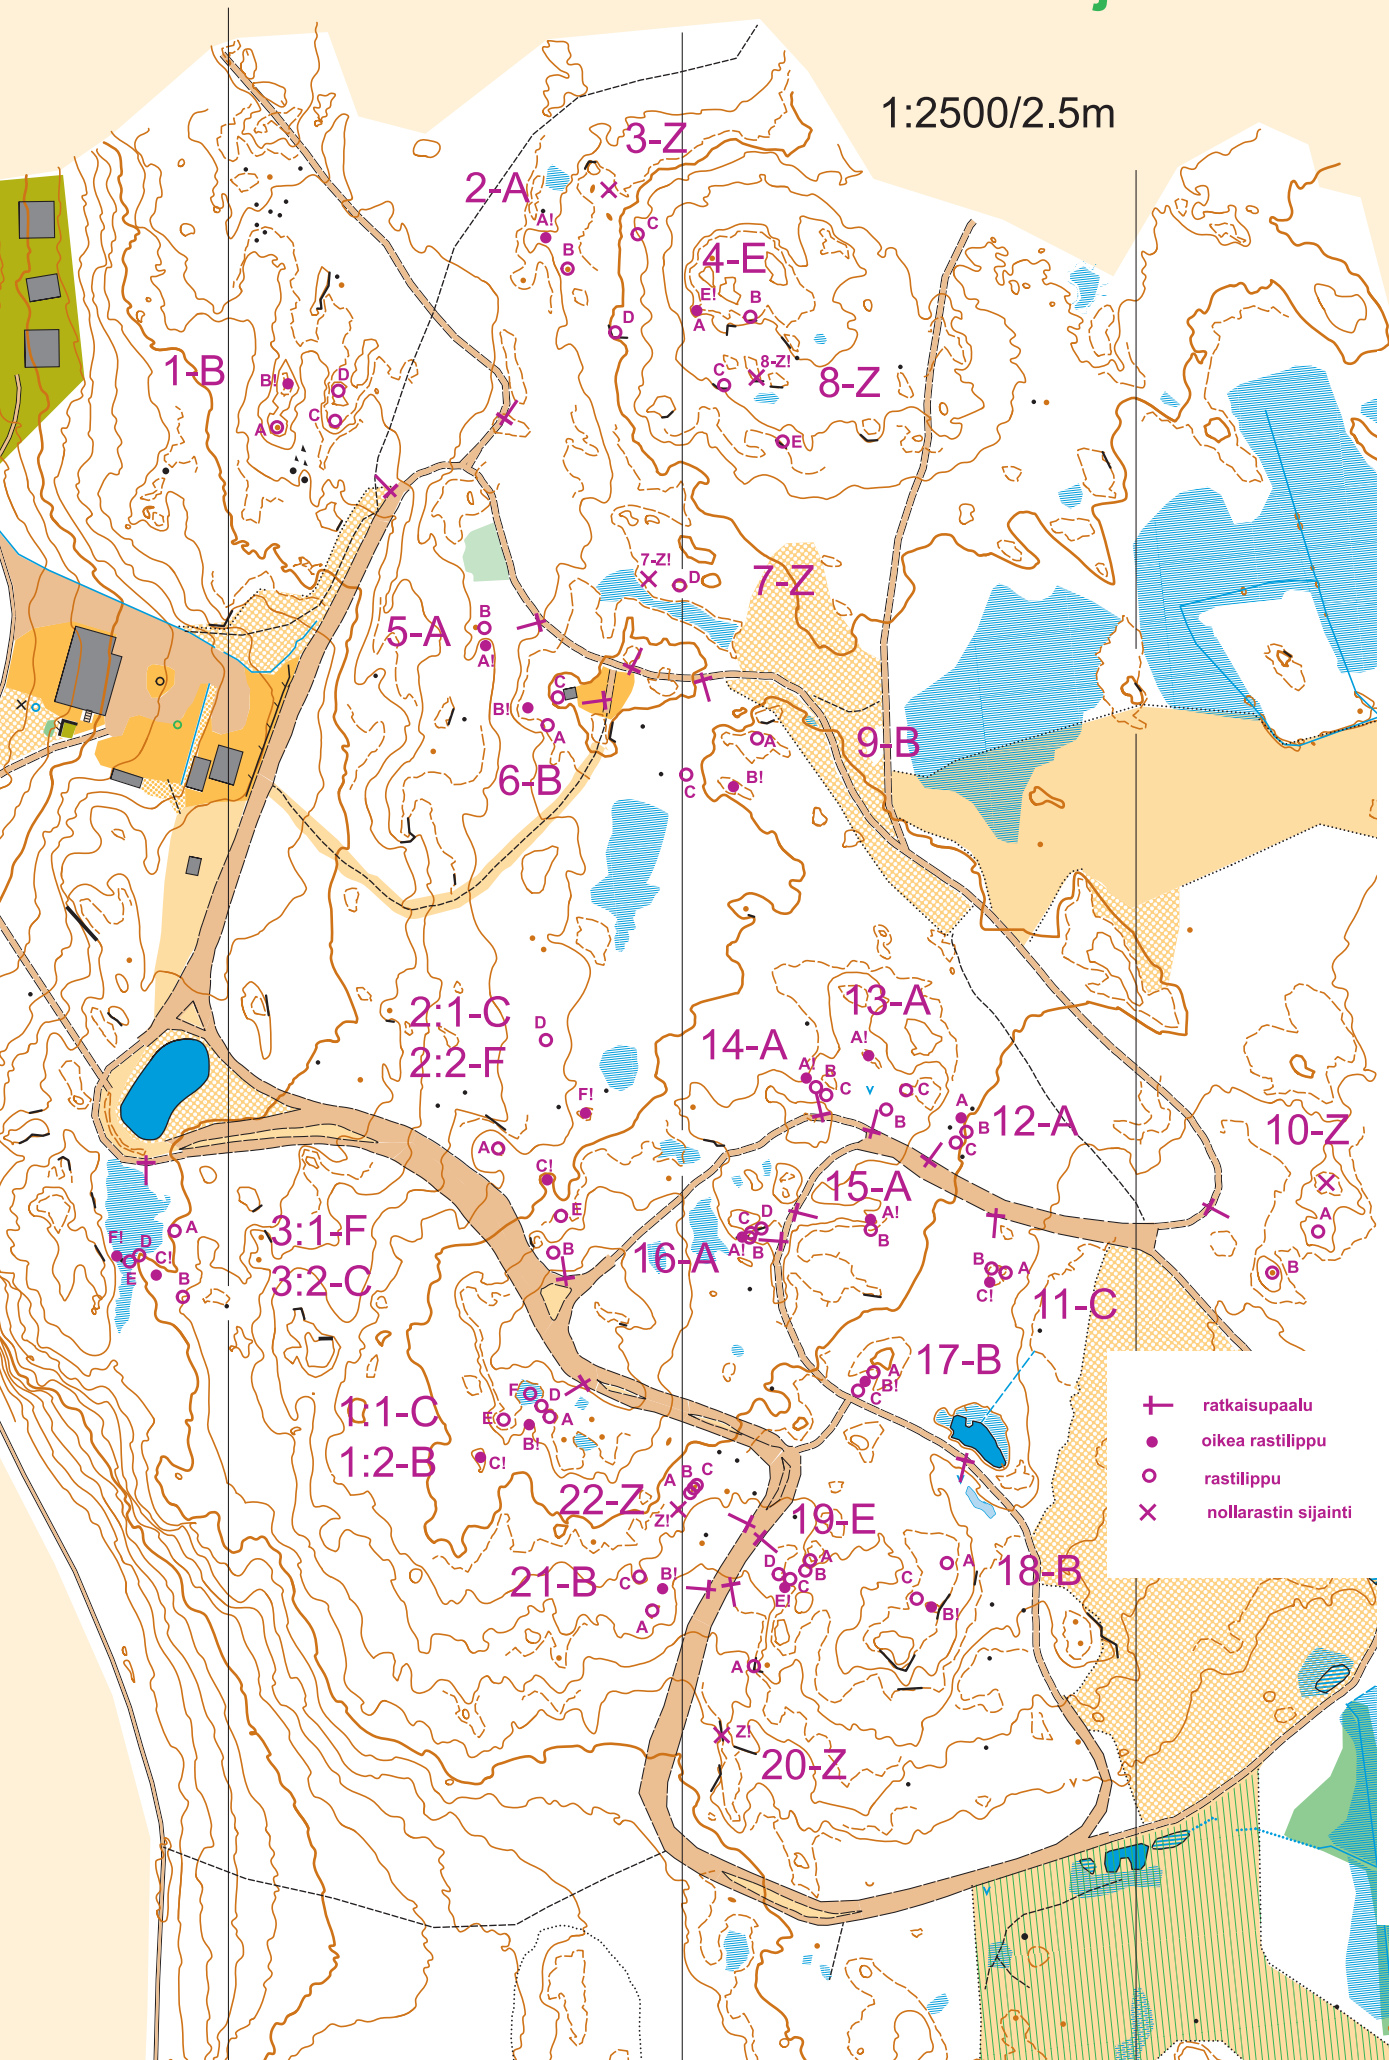 1:2500/2.5m
3-Z
2-A
A!
C
B
4-E
E!
B
A
D
1-B
B!
D
C
8-Z!
8-Z
C
A
E
7-Z!
D
7-Z
B
5-A
A!
C
B!
A
9-B
A
6-B
C
B!
2:1-C
2:2-F
D
13-A
14-A
A!
A!
B
C
C
F!
A
B
B
12-A
C
10-Z
A
C!
15-A
A
E
3:1-F
3:2-C
A
F!
D
C!
E
B
C
B
C
D
A!
B
16-A
A!
B
B
A
C!
11-C
B
17-B
A
B!
C
1:1-C
1:2-B
F
D
E
A
B!
C!
ratkaisupaalu
oikea rastilippu
rastilippu
nollarastin sijainti
22-Z
A
B
C
Z!
19-E
D
A
B
C
E!
18-B
A
C
B!
21-B
C
B!
A
A
Z!
20-Z